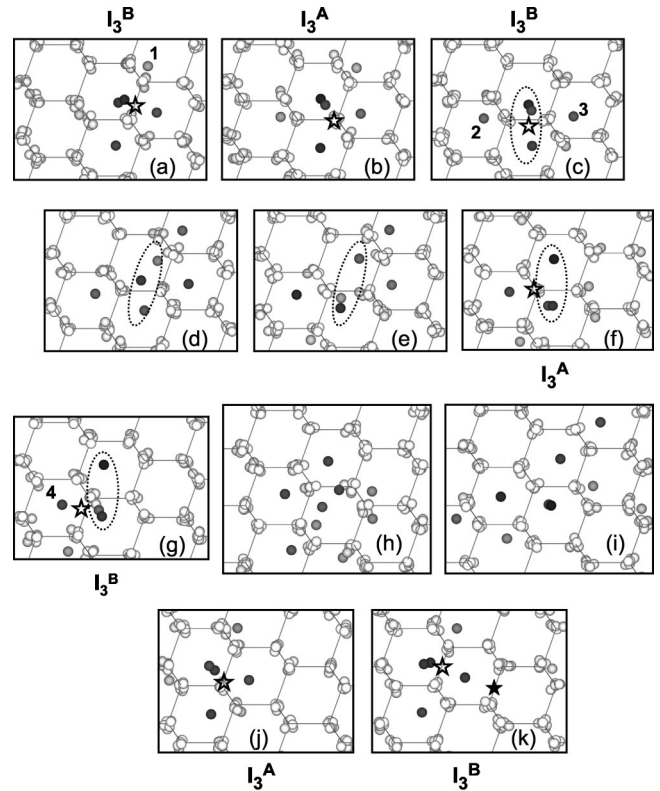 I₃ᴮ I₃ᴬ I₃ᴮ
1
2 3
(a) (b) (c)
(d) (e) (f)
I₃ᴬ
4
(g) (h) (i)
I₃ᴮ
(j) (k)
I₃ᴬ I₃ᴮ